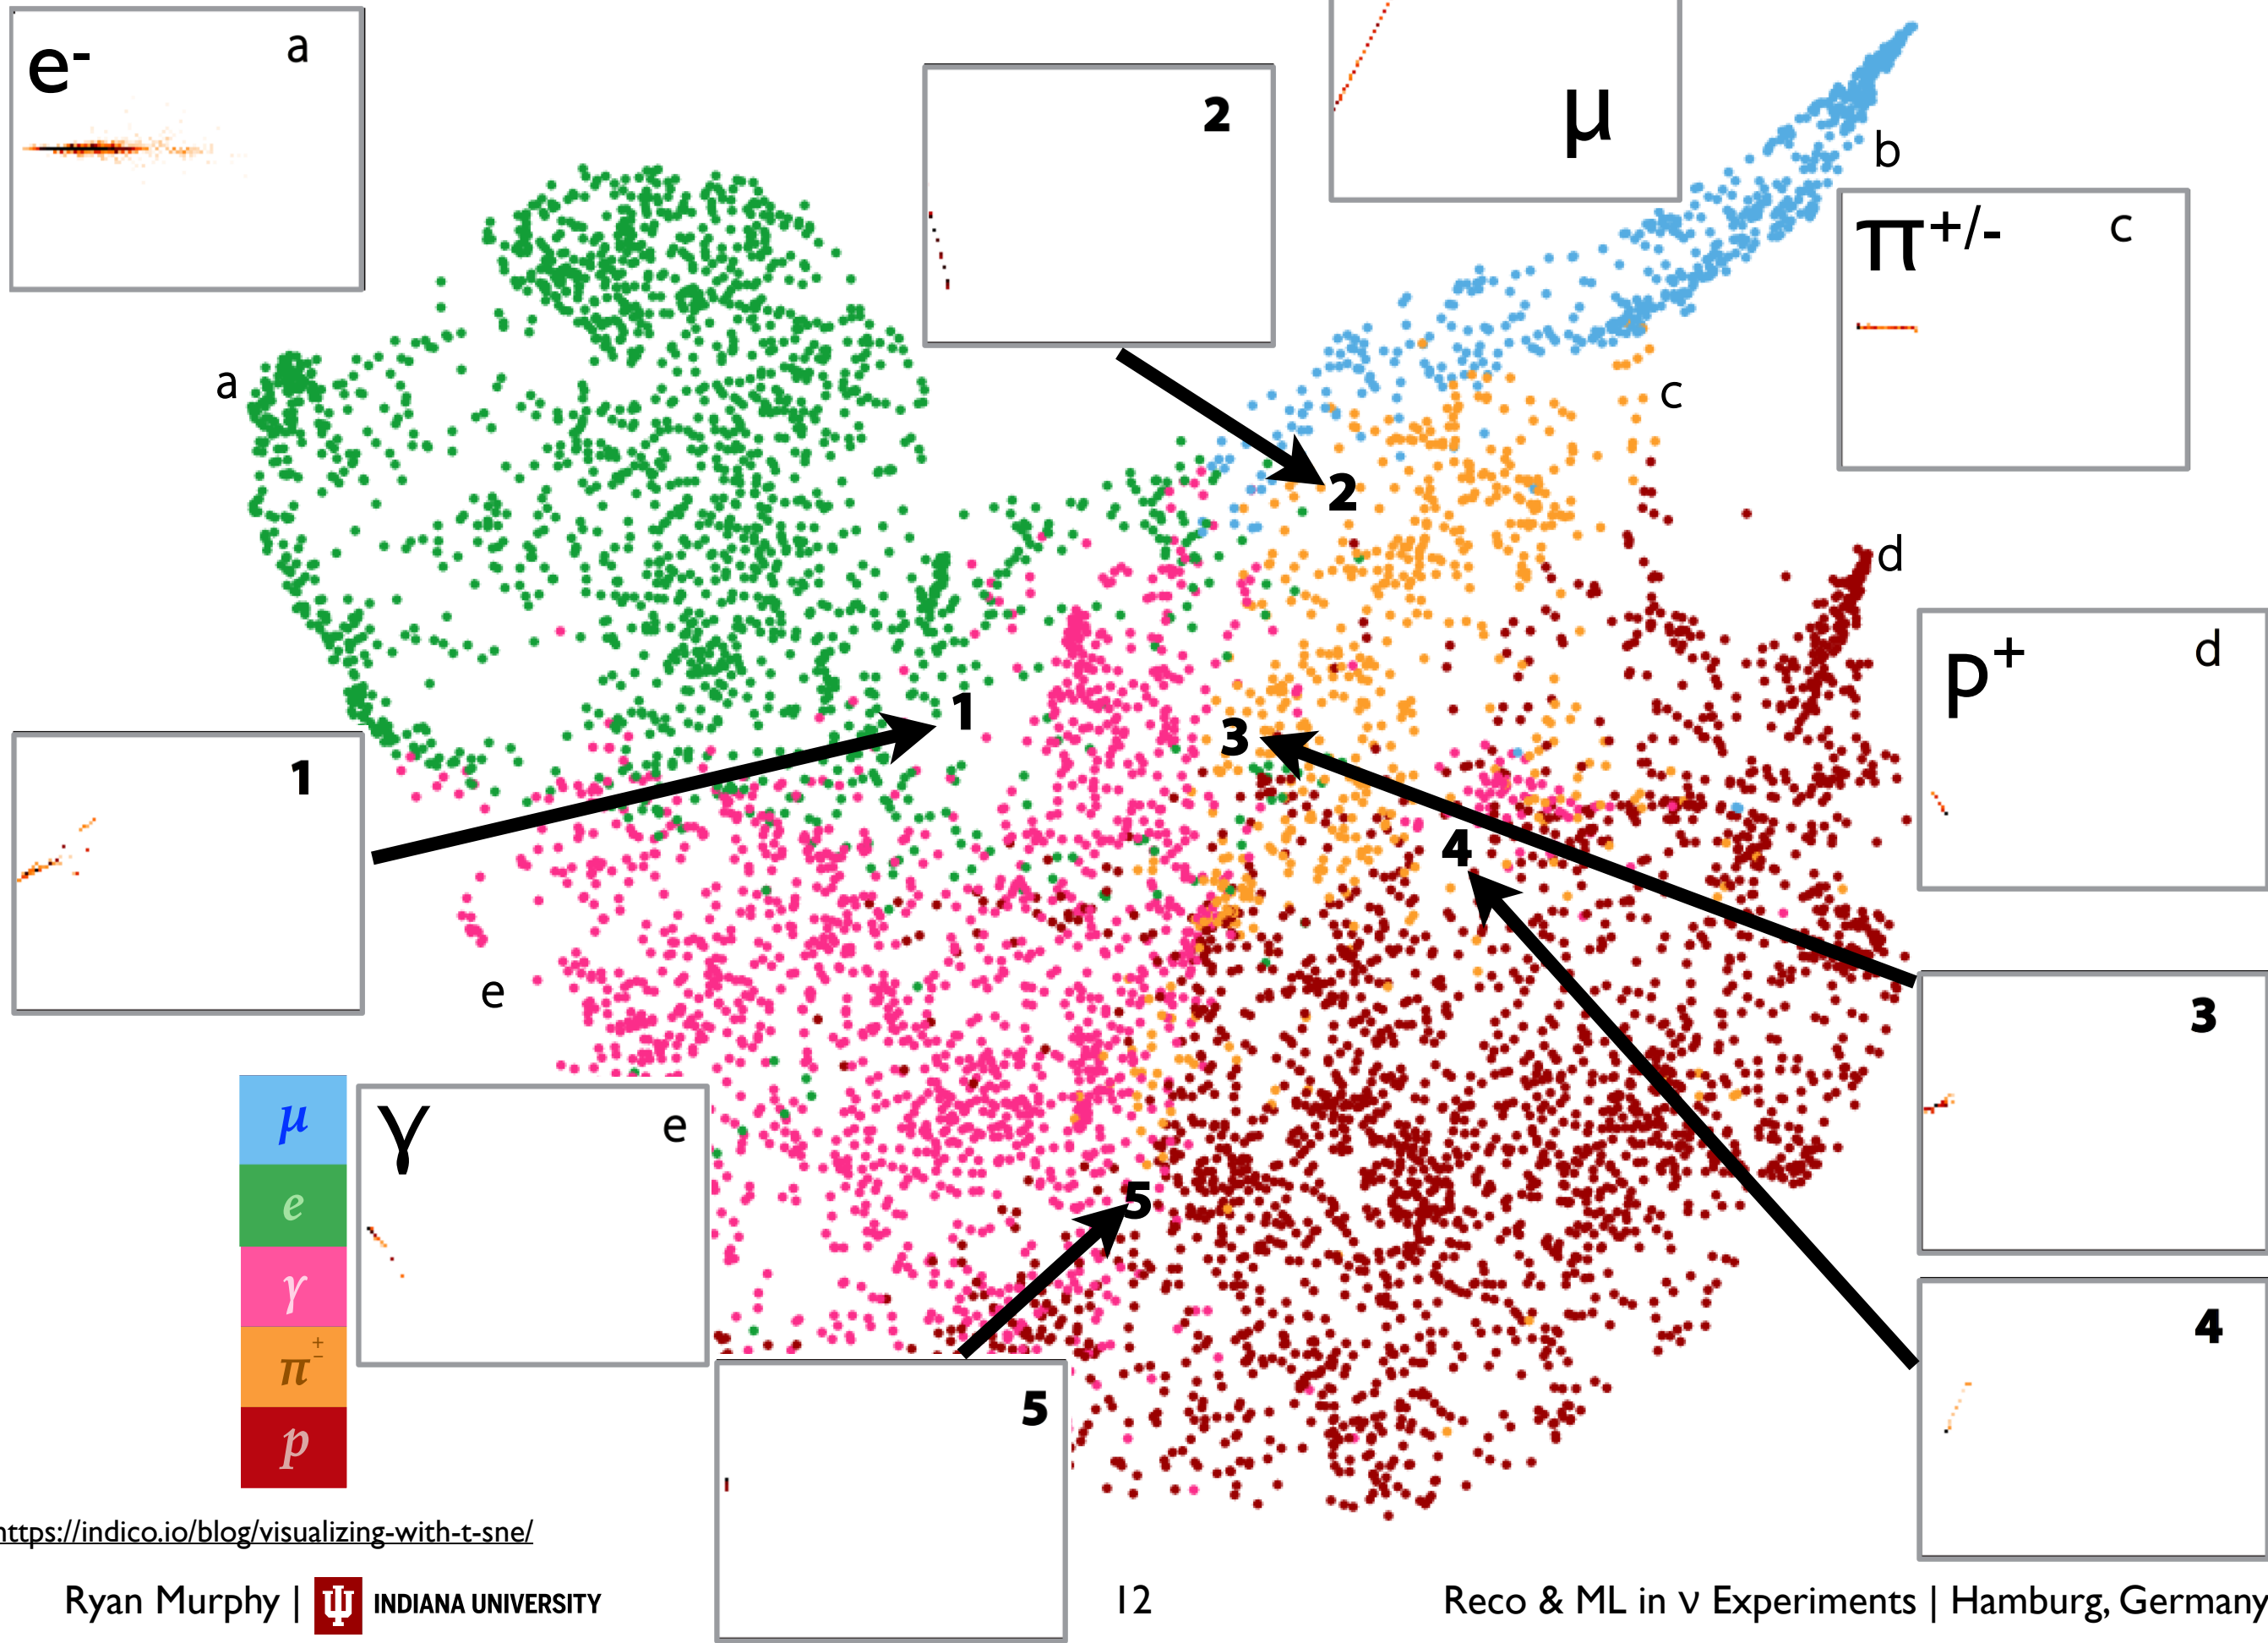 e- a
2
μ
b
π+/- c
a
c
2
d
p+ d
1
1
3
4
e
3
μ
e
γ
π+-
p
γ e
5
4
5
https://indico.io/blog/visualizing-with-t-sne/
Ryan Murphy | INDIANA UNIVERSITY 12 Reco & ML in ν Experiments | Hamburg, Germany